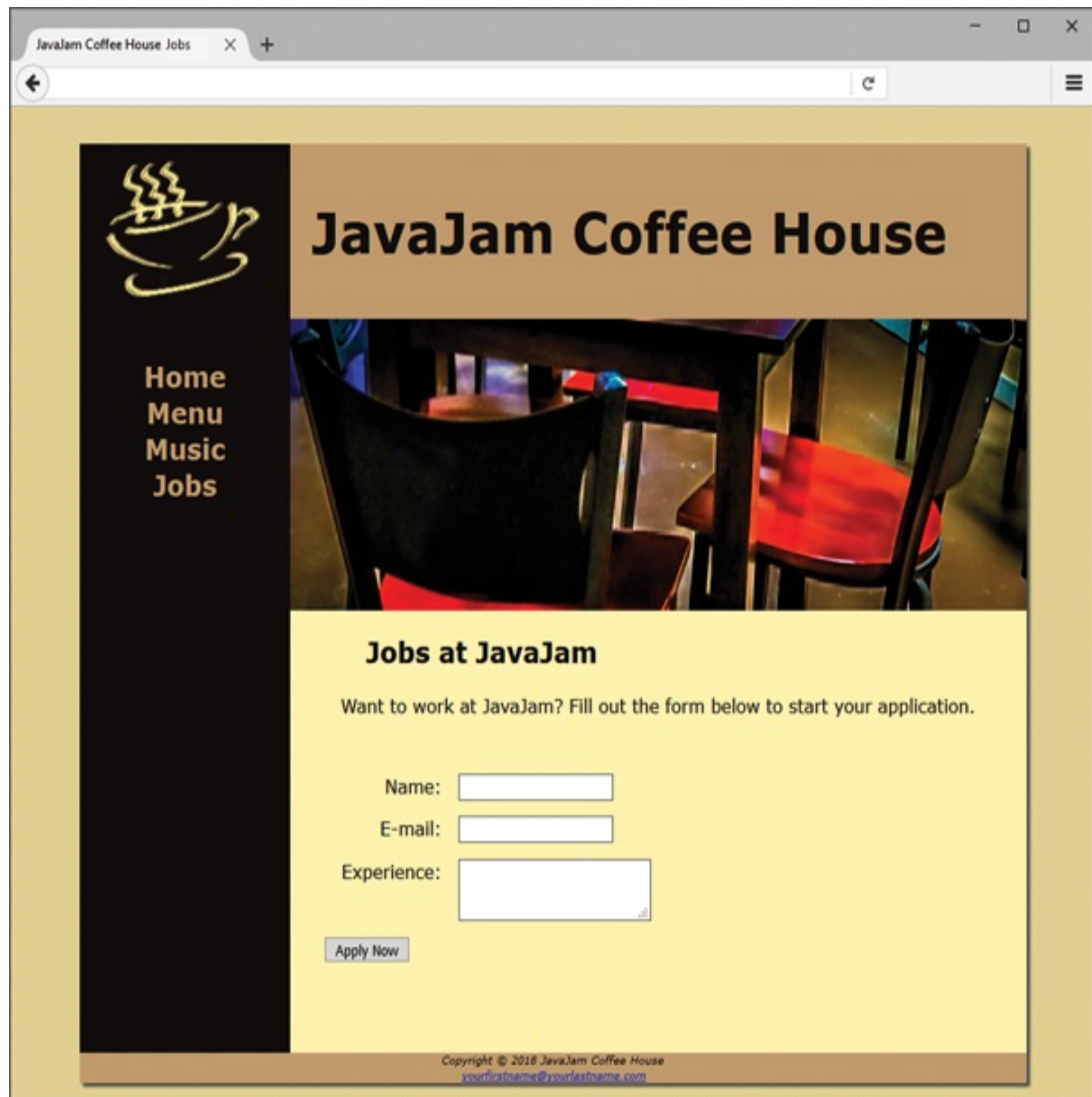 JavaJam Coffee House Jobs
JavaJam Coffee House
Home
Menu
Music
Jobs
Jobs at JavaJam
Want to work at JavaJam? Fill out the form below to start your application.
Name:
E-mail:
Experience:
Apply Now
Copyright © 2018 JavaJam Coffee House
yourfirstname@yourlastname.com